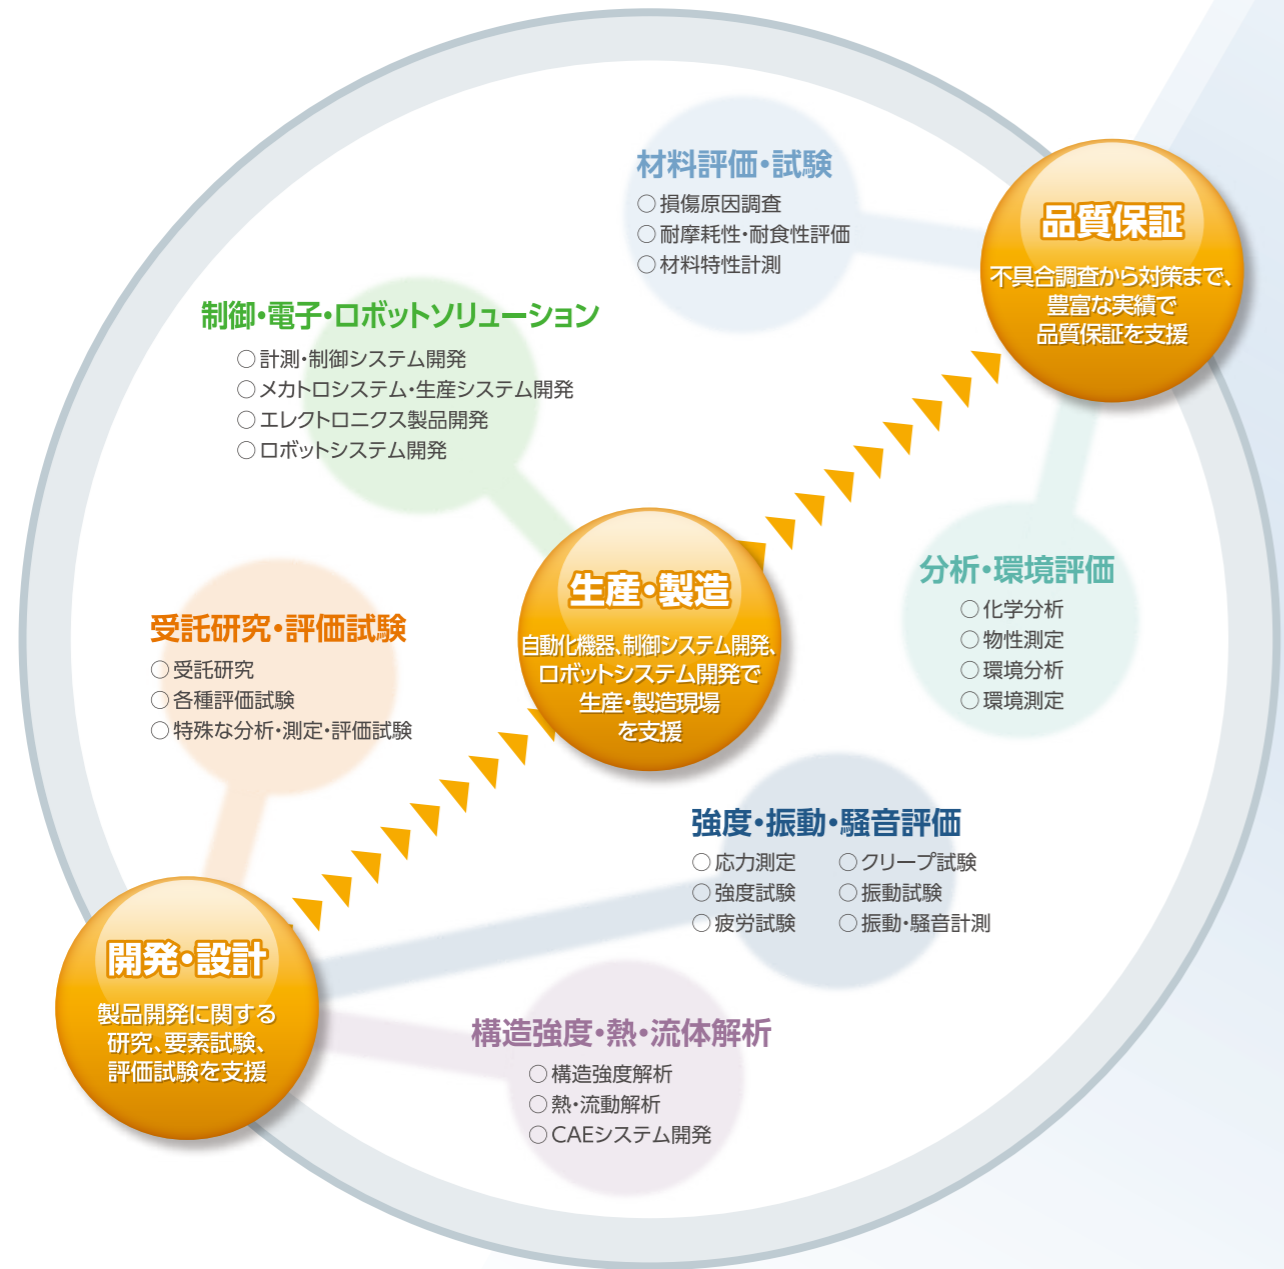 材料評価・試験
○損傷原因調査
○耐摩耗性・耐食性評価
○材料特性計測
品質保証
不具合調査から対策まで、
豊富な実績で
品質保証を支援
制御・電子・ロボットソリューション
○計測・制御システム開発
○メカトロシステム・生産システム開発
○エレクトロニクス製品開発
○ロボットシステム開発
生産・製造
自動化機器、制御システム開発、
ロボットシステム開発で
生産・製造現場
を支援
分析・環境評価
○化学分析
○物性測定
○環境分析
○環境測定
受託研究・評価試験
○受託研究
○各種評価試験
○特殊な分析・測定・評価試験
強度・振動・騒音評価
○応力測定 ○クリープ試験
○強度試験 ○振動試験
○疲労試験 ○振動・騒音計測
開発・設計
製品開発に関する
研究、要素試験、
評価試験を支援
構造強度・熱・流体解析
○構造強度解析
○熱・流動解析
○CAEシステム開発